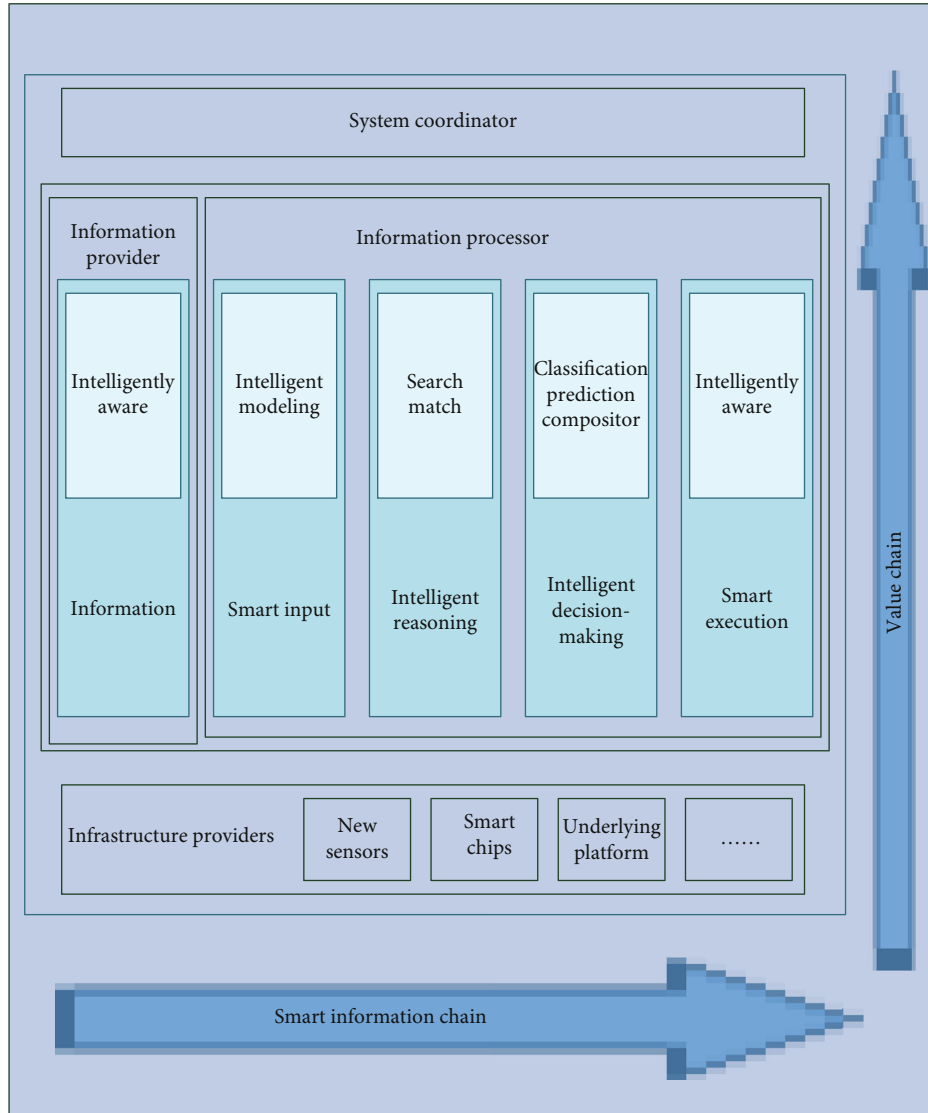 System coordinator
Information
provider
Information processor
Intelligently
aware
Intelligent
modeling
Search
match
Classification
prediction
compositor
Intelligently
aware
Information
Smart input
Intelligent
reasoning
Intelligent
decision-
making
Smart
execution
Infrastructure providers
New
sensors
Smart
chips
Underlying
platform
……
Value chain
Smart information chain